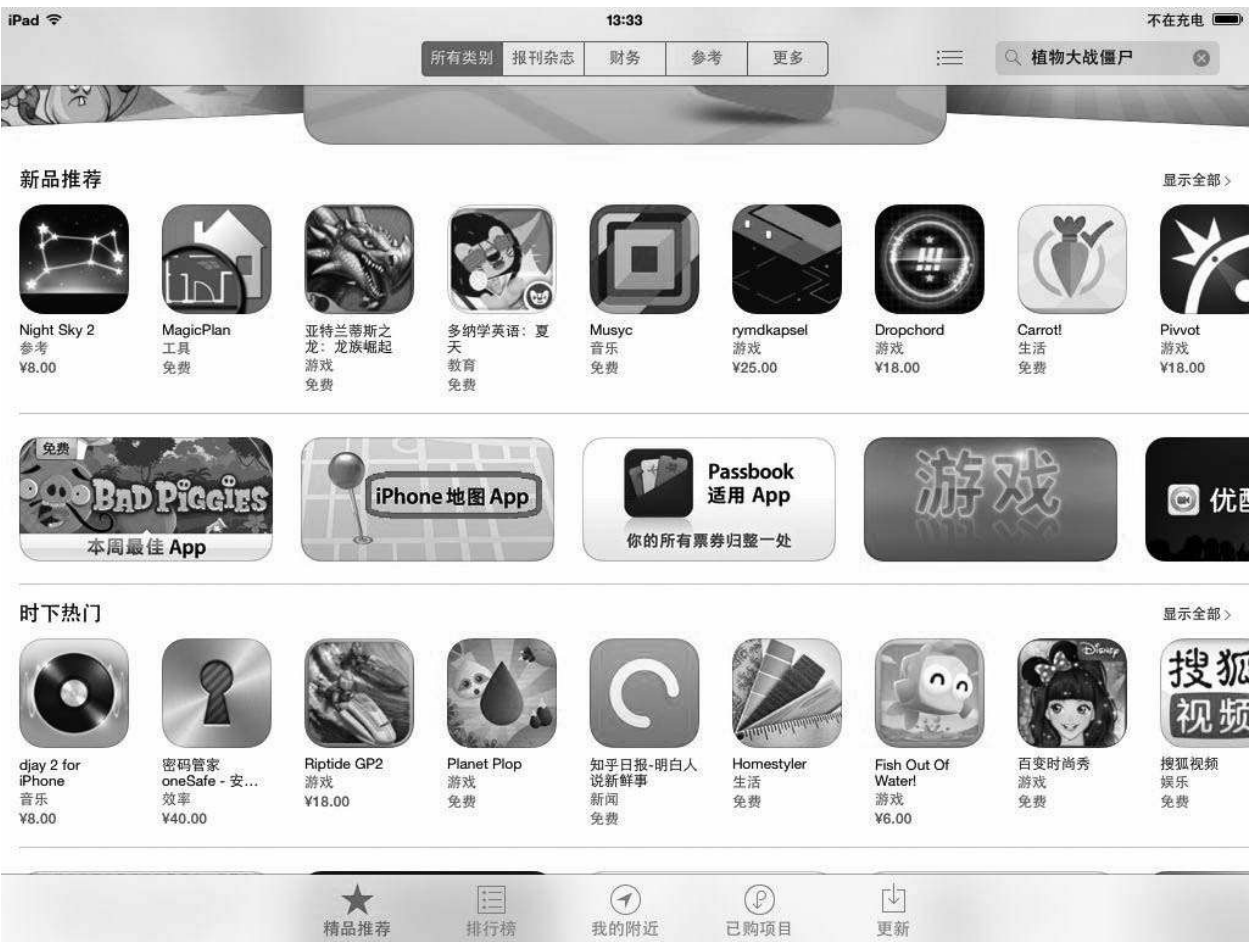 iPad 13:33 不在充电
所有类别 报刊杂志 财务 参考 更多 植物大战僵尸
新品推荐 显示全部
Night Sky 2
参考
¥8.00
MagicPlan
工具
免费
亚特兰蒂斯之
龙：龙族崛起
游戏
免费
多纳学英语：夏
天
教育
免费
Musyc
音乐
免费
rymdkapsel
游戏
¥25.00
Dropchord
游戏
¥18.00
Carrot!
生活
免费
Pivvot
游戏
¥18.00
免费
BAD PIGGIES
本周最佳 App
iPhone 地图 App
Passbook
适用 App
你的所有票券归整一处
游戏
优酷
时下热门 显示全部
djay 2 for
iPhone
音乐
¥8.00
密码管家
oneSafe - 安...
效率
¥40.00
Riptide GP2
游戏
¥18.00
Planet Plop
游戏
免费
知乎日报-明白人
说新鲜事
新闻
免费
Homestyler
生活
免费
Fish Out Of
Water!
游戏
¥6.00
Disney
百变时尚秀
游戏
免费
搜狐
视频
搜狐视频
娱乐
免费
精品推荐 排行榜 我的附近 已购项目 更新